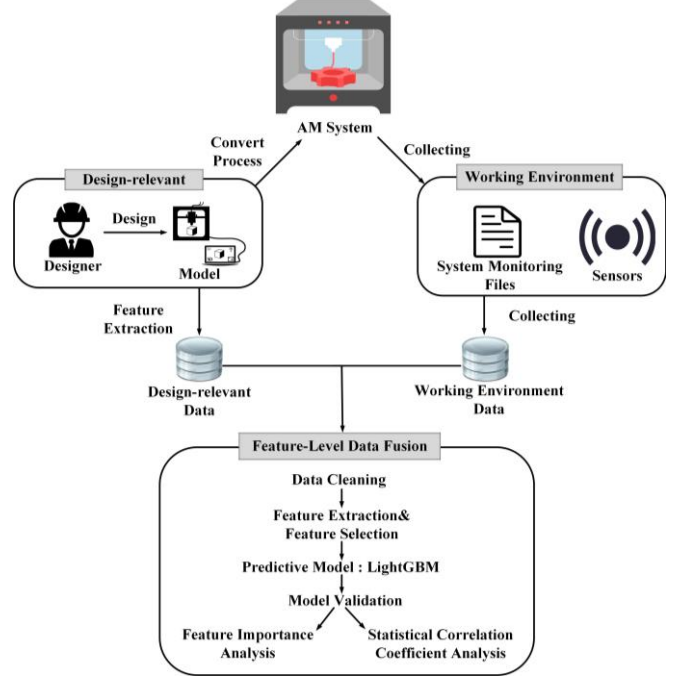 AM System
Convert
Process
Collecting
Design-relevant
Design
Designer
Model
Working Environment
System Monitoring
Files
Sensors
Feature
Extraction
Collecting
Design-relevant
Data
Working Environment
Data
Feature-Level Data Fusion
Data Cleaning
Feature Extraction&
Feature Selection
Predictive Model : LightGBM
Model Validation
Feature Importance
Analysis
Statistical Correlation
Coefficient Analysis